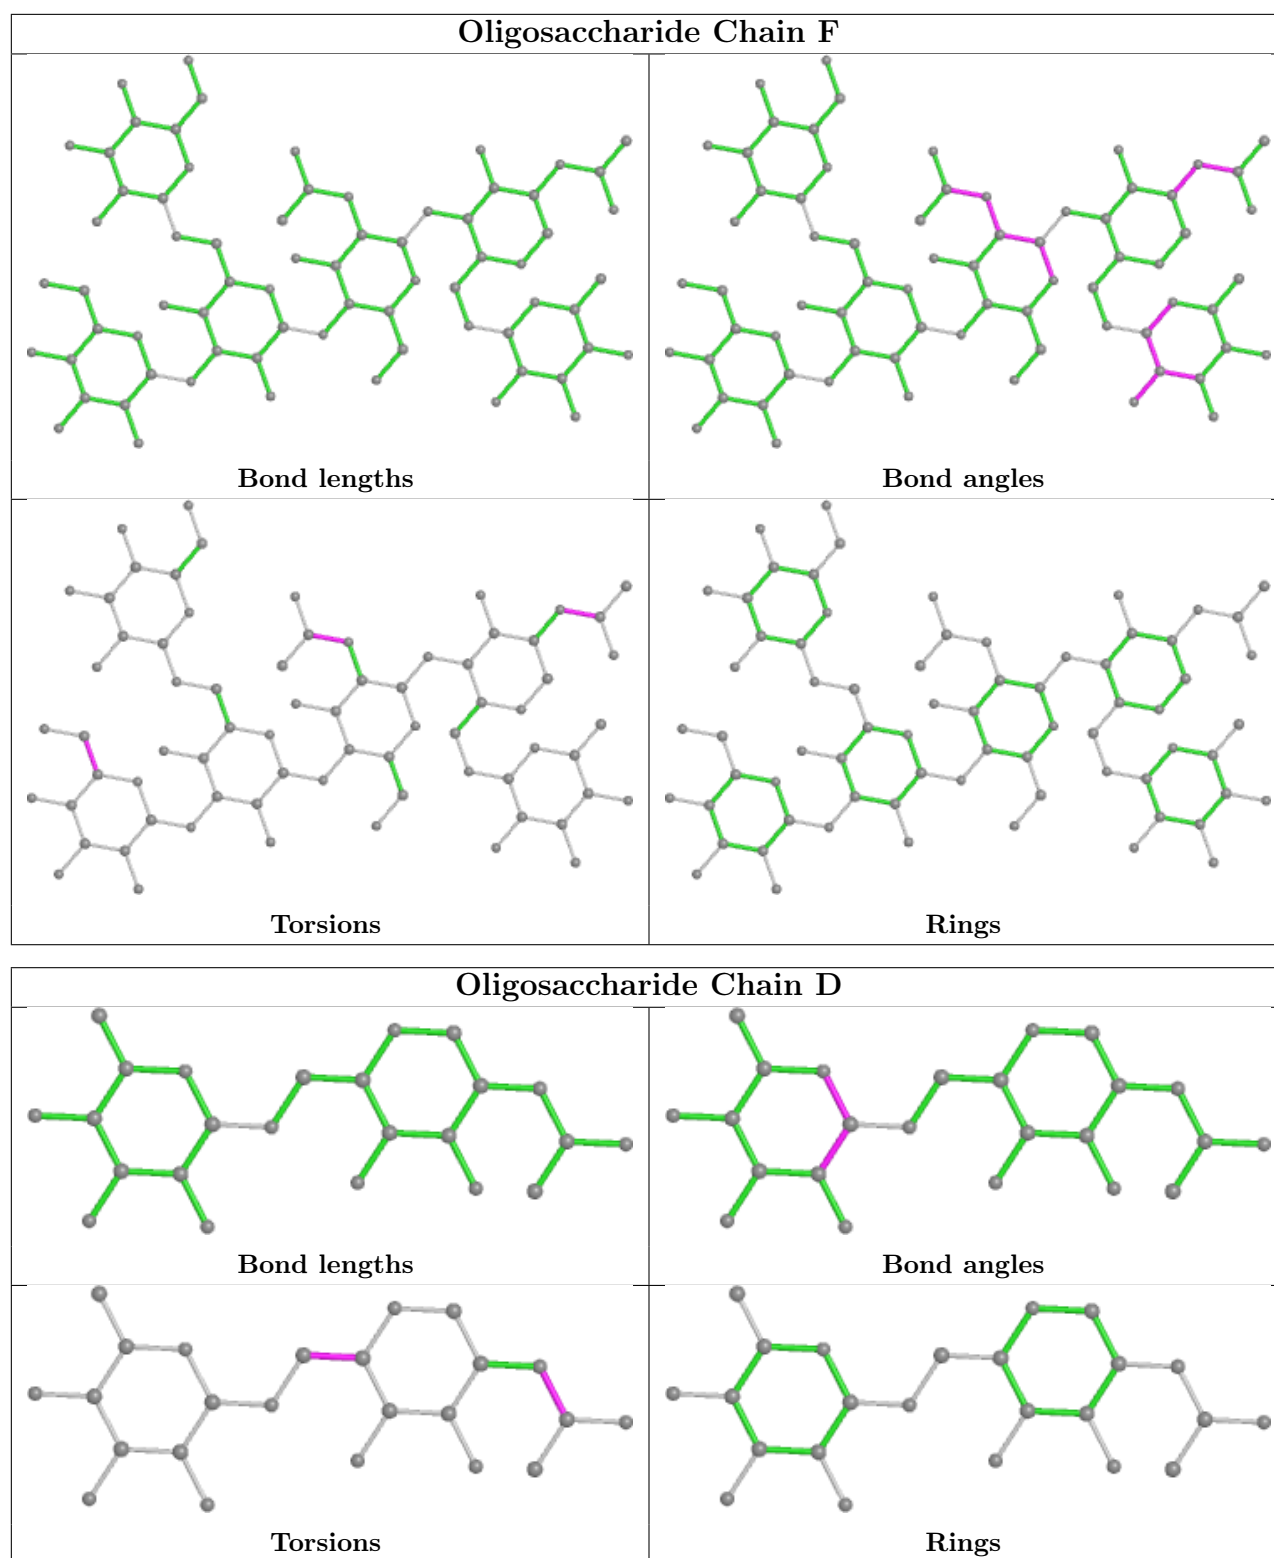 Oligosaccharide Chain F
Bond lengths
Bond angles
Torsions
Rings
Oligosaccharide Chain D
Bond lengths
Bond angles
Torsions
Rings